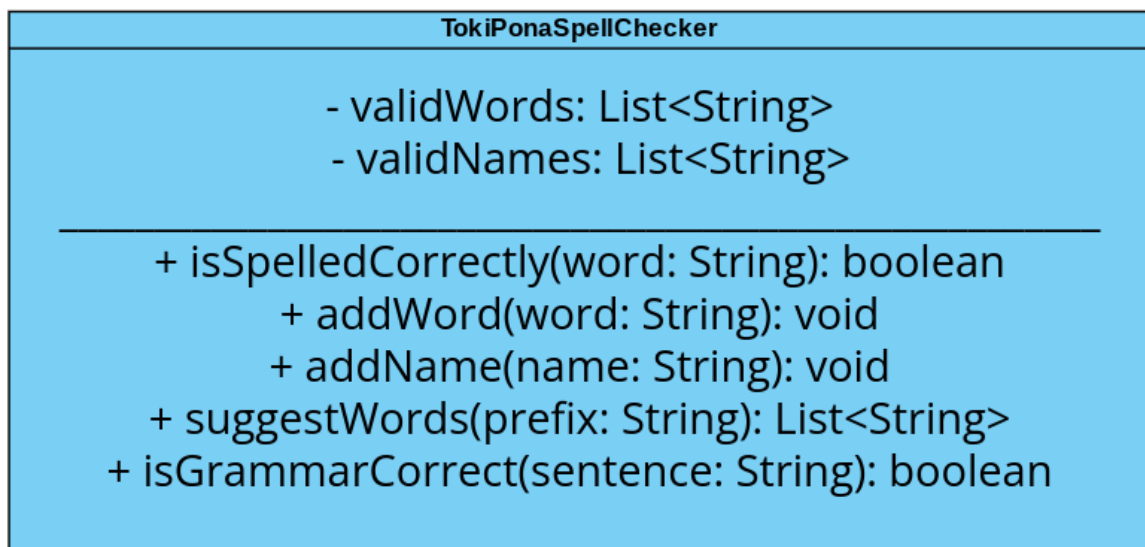 TokiPonaSpellChecker
- validWords: List<String>
- validNames: List<String>
+ isSpelledCorrectly(word: String): boolean
+ addWord(word: String): void
+ addName(name: String): void
+ suggestWords(prefix: String): List<String>
+ isGrammarCorrect(sentence: String): boolean